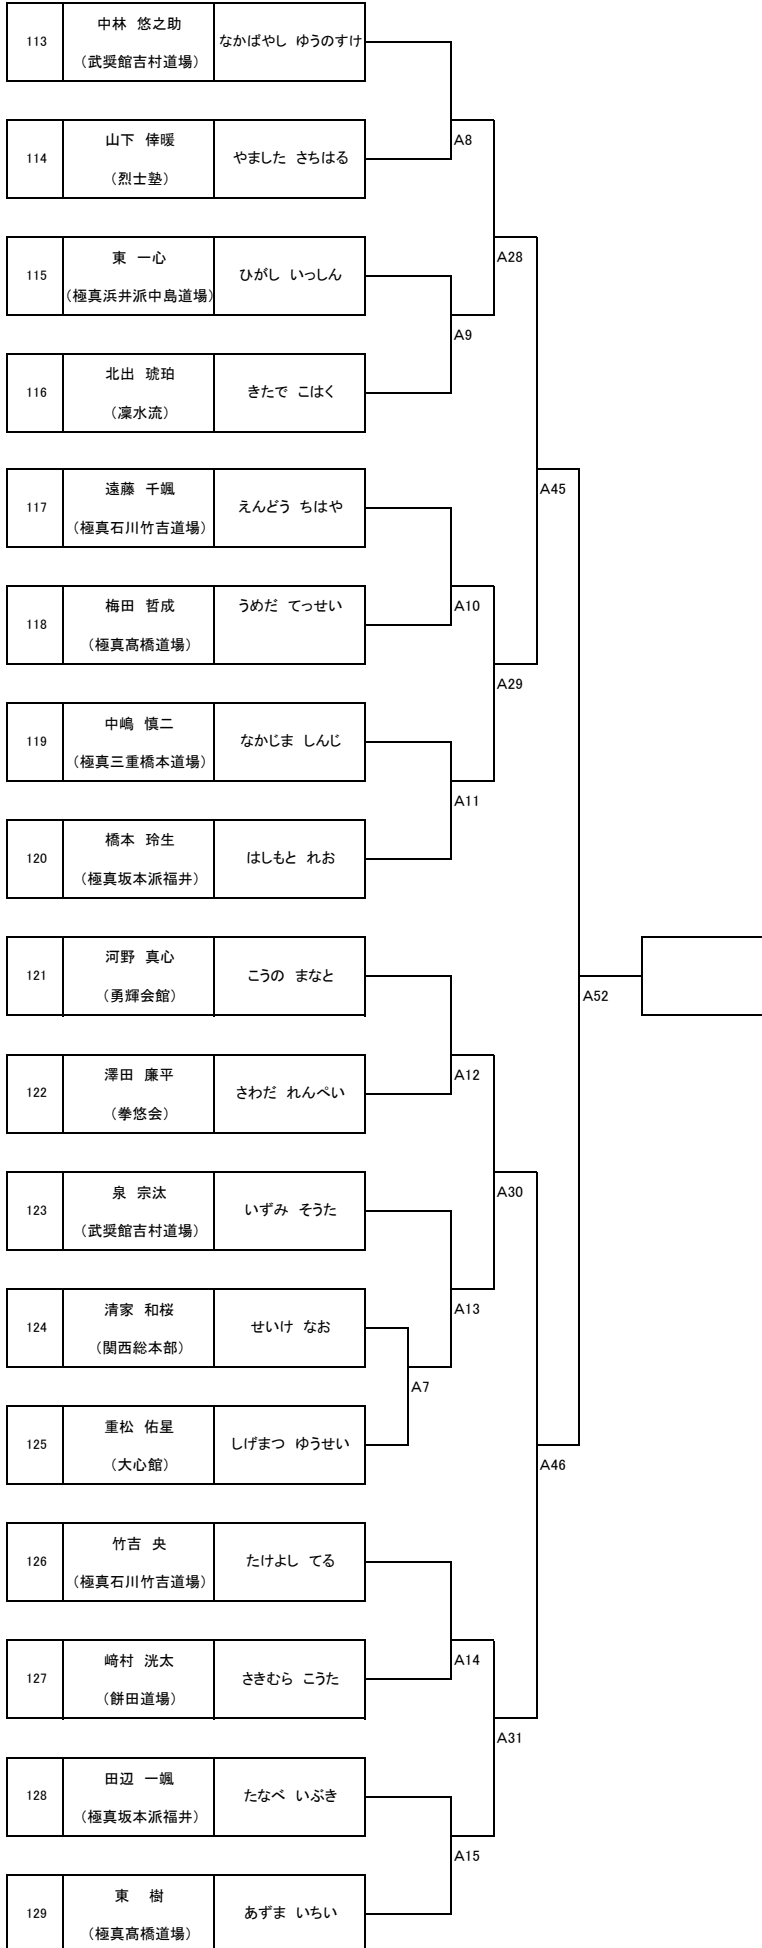 113
中林 悠之助
（武奨館吉村道場）
なかばやし ゆうのすけ
A8
114
山下 倖暖
（烈士塾）
やました さちはる
A28
115
東 一心
（極真浜井派中島道場）
ひがし いっしん
A9
116
北出 琥珀
（凜水流）
きたで こはく
A45
117
遠藤 千颯
（極真石川竹吉道場）
えんどう ちはや
A10
118
梅田 哲成
（極真髙橋道場）
うめだ てっせい
A29
119
中嶋 慎二
（極真三重橋本道場）
なかじま しんじ
A11
120
橋本 玲生
（極真坂本派福井）
はしもと れお
121
河野 真心
（勇輝会館）
こうの まなと
A52
A12
122
澤田 廉平
（拳悠会）
さわだ れんぺい
A30
123
泉 宗汰
（武奨館吉村道場）
いずみ そうた
A13
124
清家 和桜
（関西総本部）
せいけ なお
A7
125
重松 佑星
（大心館）
しげまつ ゆうせい
A46
126
竹吉 央
（極真石川竹吉道場）
たけよし てる
A14
127
﨑村 洸太
（餅田道場）
さきむら こうた
A31
128
田辺 一颯
（極真坂本派福井）
たなべ いぶき
A15
129
東 樹
（極真髙橋道場）
あずま いちい